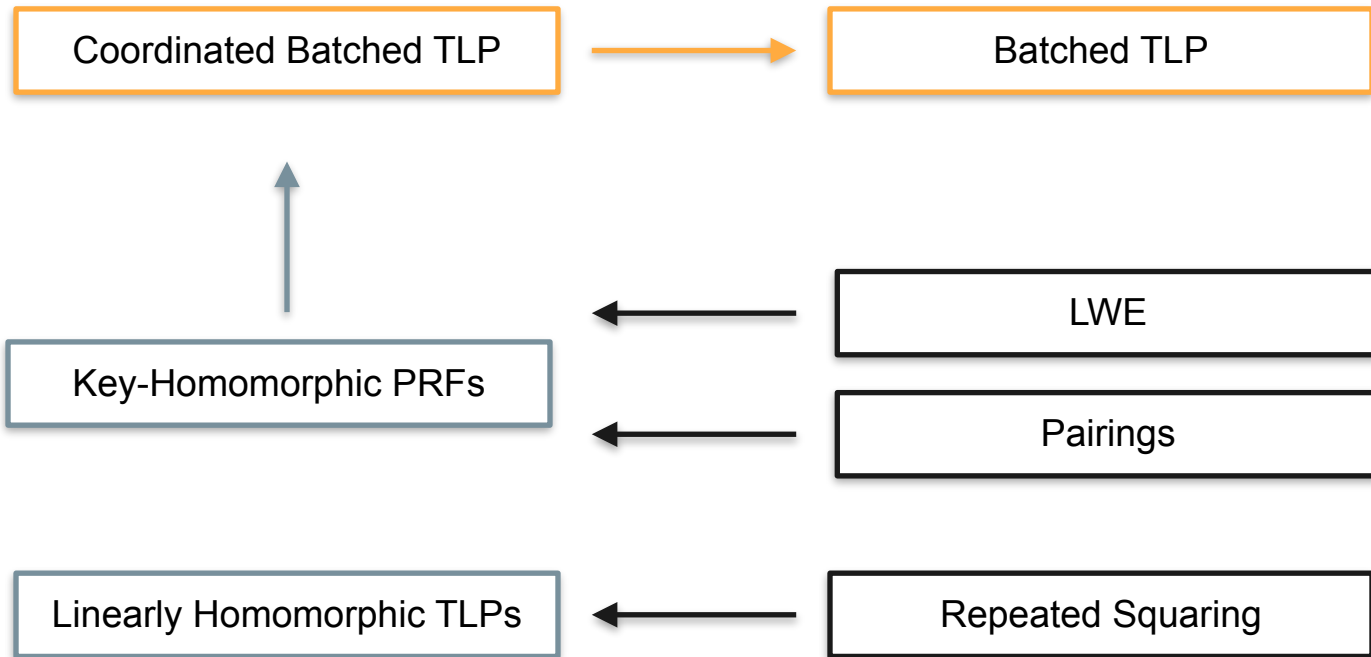 Coordinated Batched TLP
Batched TLP
LWE
Key-Homomorphic PRFs
Pairings
Linearly Homomorphic TLPs
Repeated Squaring